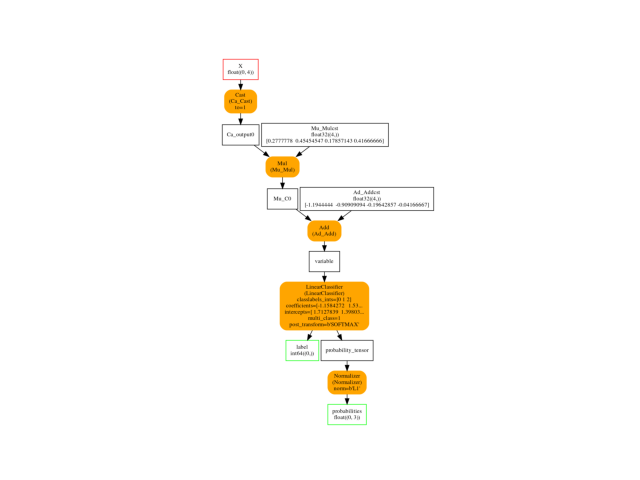 X
float((0, 4))
Cast
(Ca_Cast)
to=1
Ca_output0
Mu_Mulcst
float32((4,))
[0.2777778 0.45454547 0.17857143 0.41666666]
Mul
(Mu_Mul)
Mu_C0
Ad_Addcst
float32((4,))
[-1.1944444 -0.90909094 -0.19642857 -0.04166667]
Add
(Ad_Add)
variable
LinearClassifier
(LinearClassifier)
classlabels_ints=[0 1 2]
coefficients=[-1.1584272 1.53...
intercepts=[ 1.7127839 1.39803...
multi_class=1
post_transform=b'SOFTMAX'
label
int64((0,))
probability_tensor
Normalizer
(Normalizer)
norm=b'L1'
probabilities
float((0, 3))